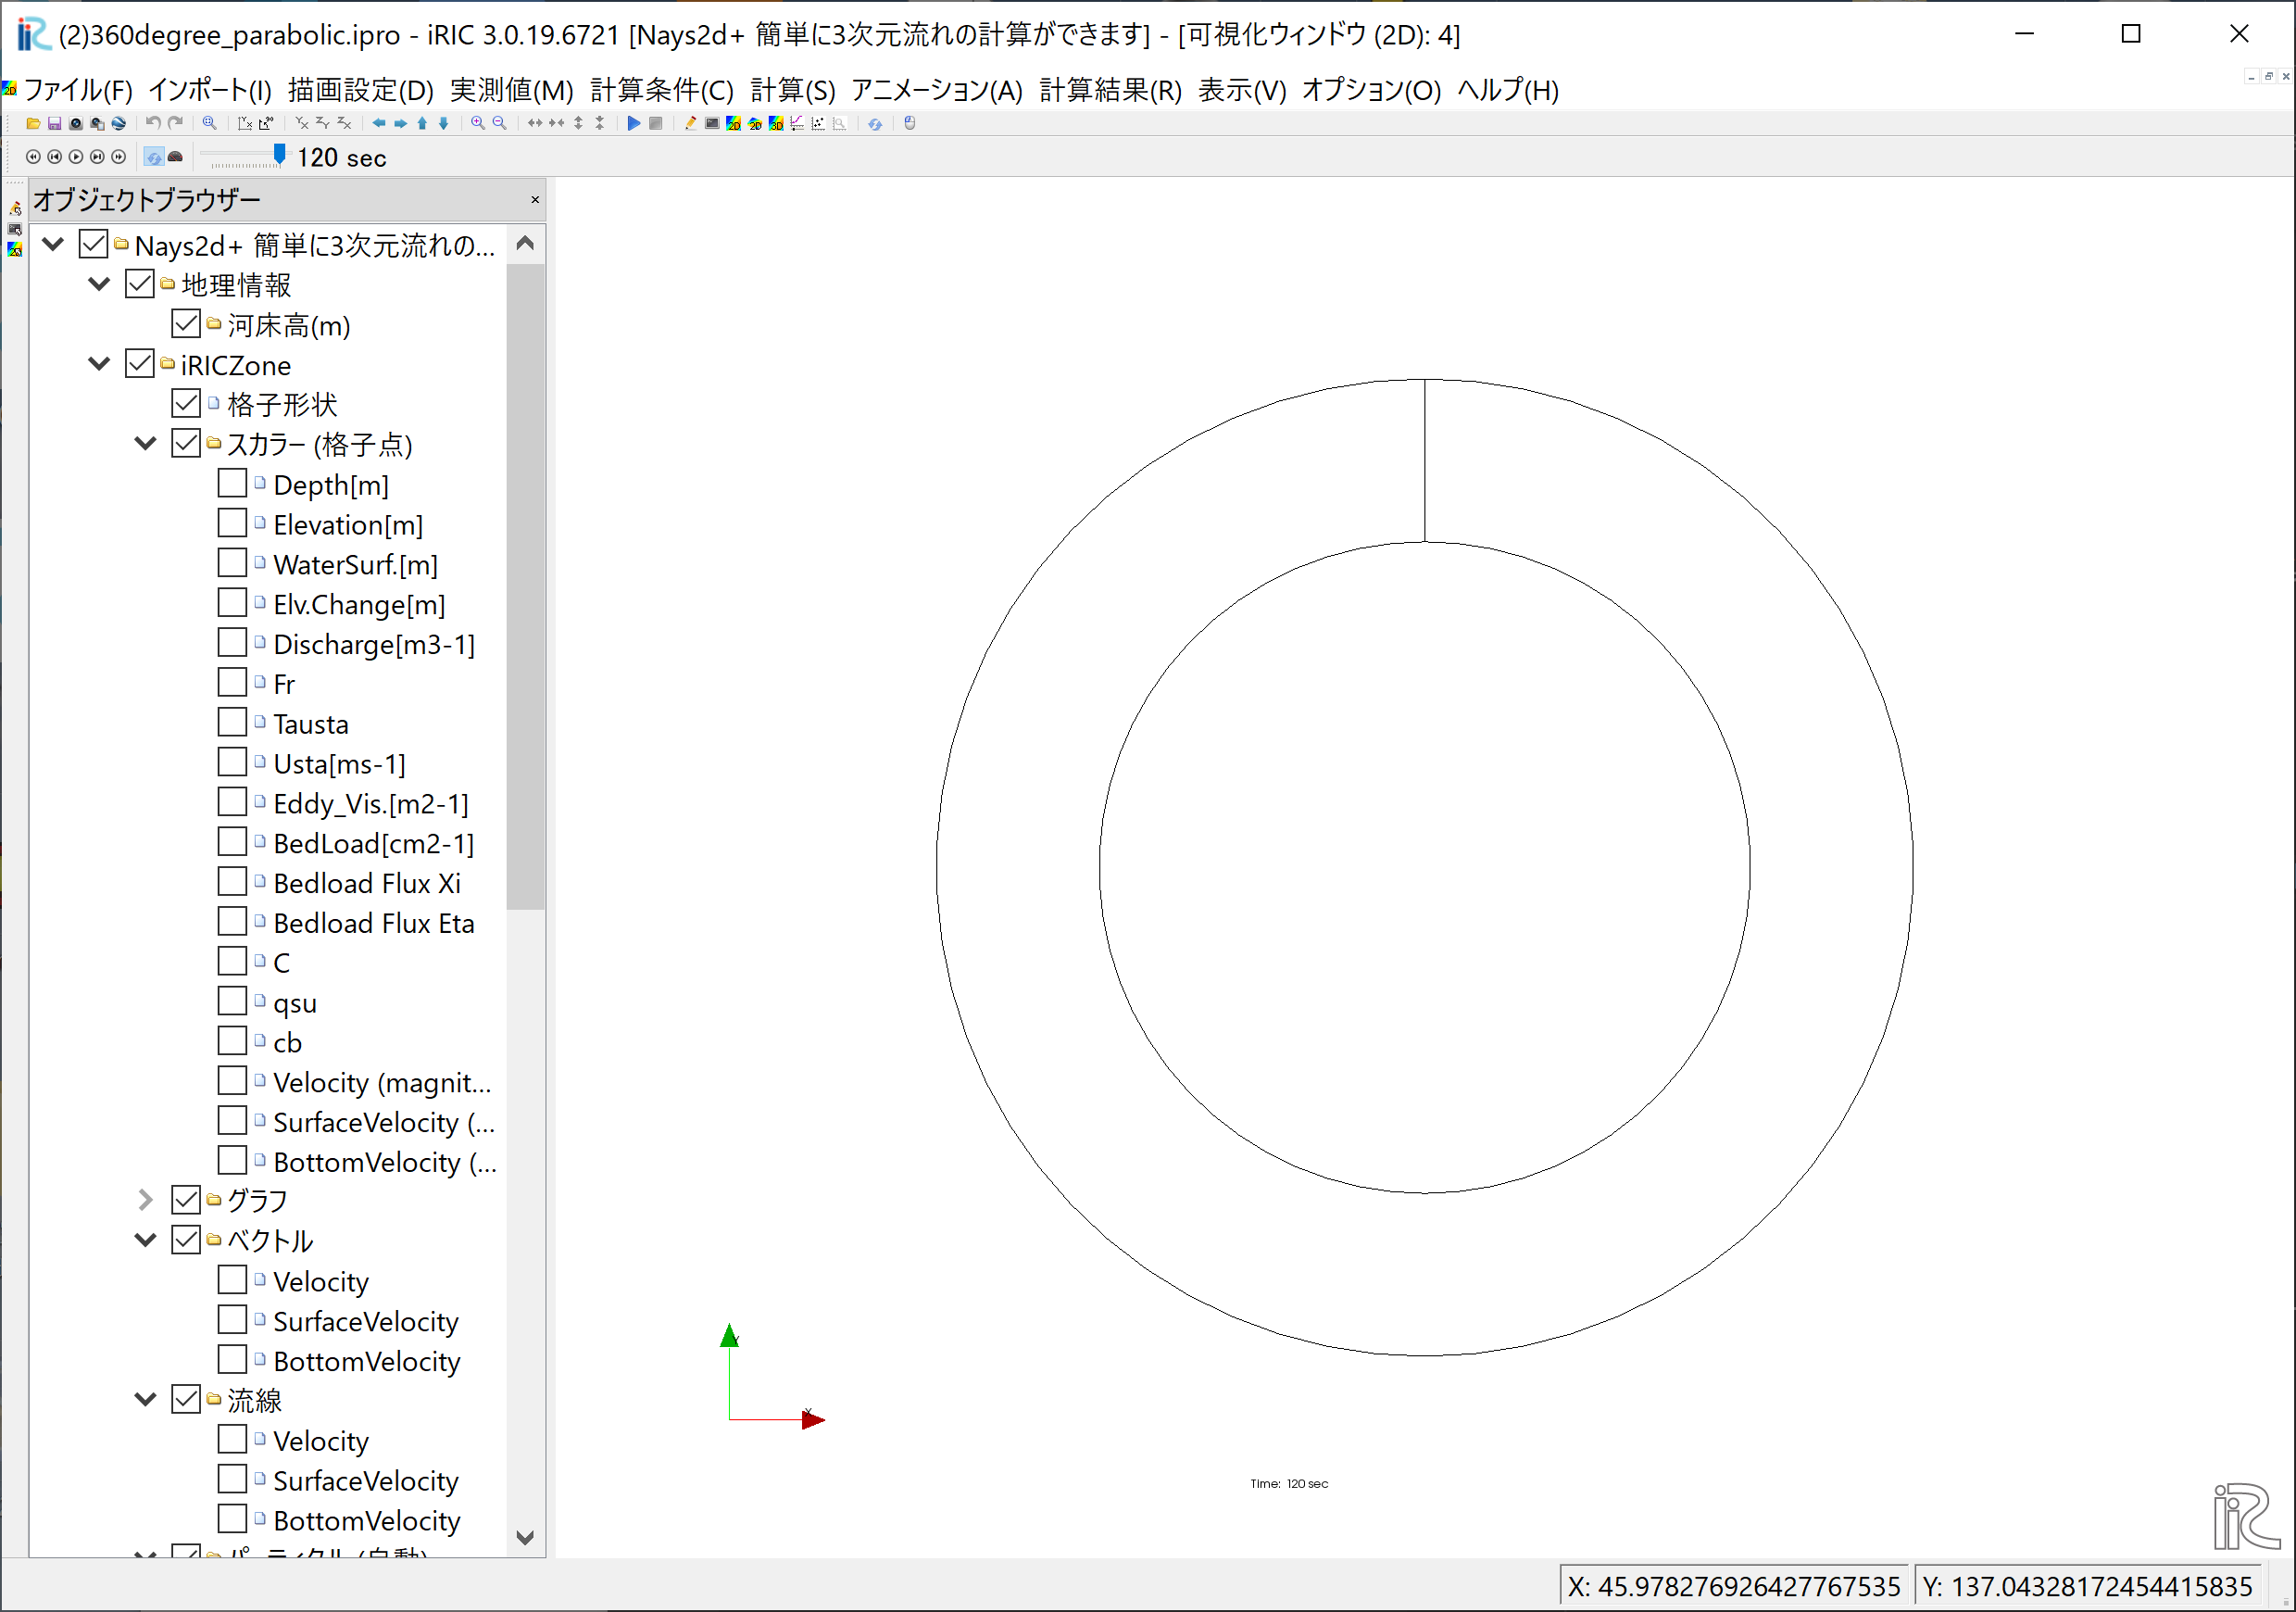 (2)360degree_parabolic.ipro - iRIC 3.0.19.6721 [Nays2d+ 簡単に3次元流れの計算ができます] - [可視化ウィンドウ (2D): 4]
ファイル(F) インポート(I) 描画設定(D) 実測値(M) 計算条件(C) 計算(S) アニメーション(A) 計算結果(R) 表示(V) オプション(O) ヘルプ(H)
120 sec
オブジェクトブラウザー
Nays2d+ 簡単に3次元流れの...
地理情報
河床高(m)
iRICZone
格子形状
スカラー (格子点)
Depth[m]
Elevation[m]
WaterSurf.[m]
Elv.Change[m]
Discharge[m3-1]
Fr
Tausta
Usta[ms-1]
Eddy_Vis.[m2-1]
BedLoad[cm2-1]
Bedload Flux Xi
Bedload Flux Eta
C
qsu
cb
Velocity (magnit...
SurfaceVelocity (...
BottomVelocity (...
グラフ
ベクトル
Velocity
SurfaceVelocity
BottomVelocity
流線
Velocity
SurfaceVelocity
BottomVelocity
パーティクル (自動)
Y
X
Time: 120 sec
iRIC
X: 45.978276926427767535
Y: 137.04328172454415835